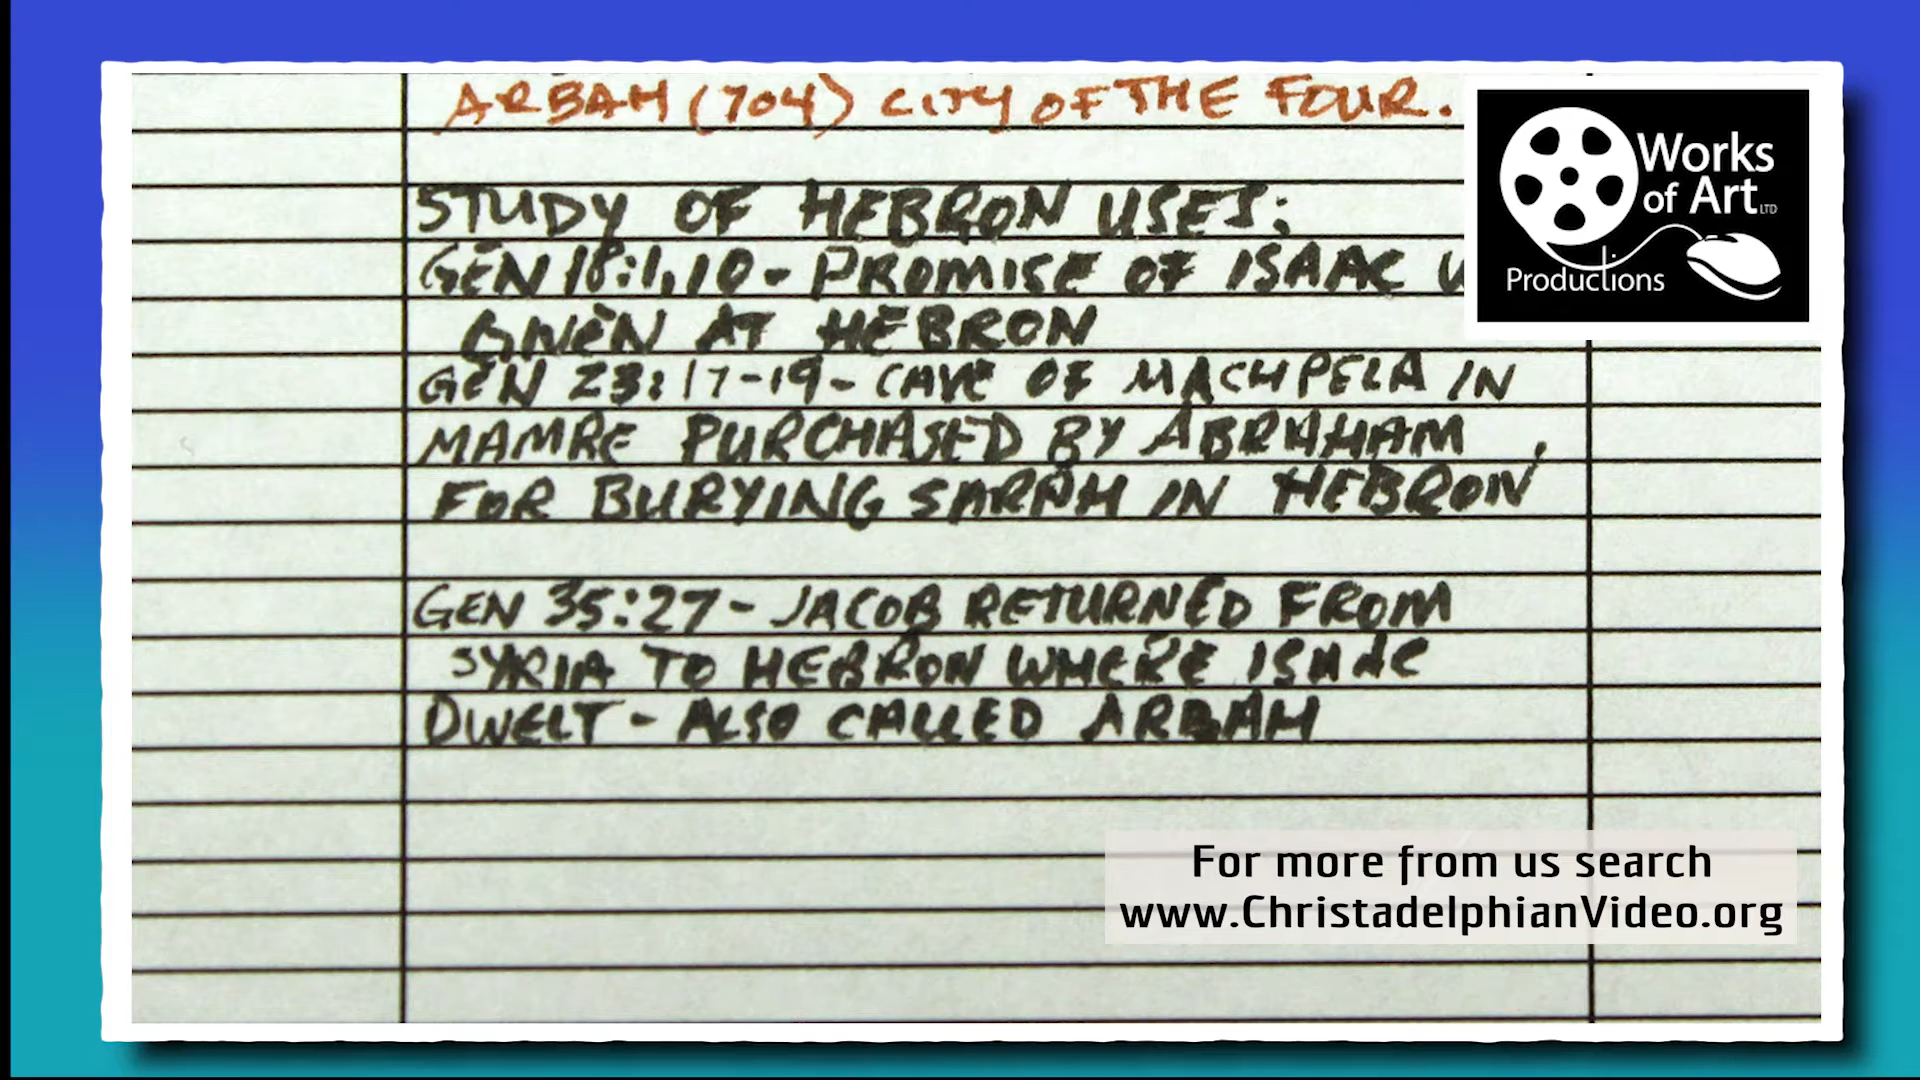 ARBAH (704) CITY OF THE FOUR.
STUDY OF HEBRON USES:
GEN 18:1,10 - PROMISE OF ISAAC
GIVEN AT HEBRON
GEN 23:17-19 - CAVE OF MACHPELA IN
MAMRE PURCHASED BY ABRAHAM,
FOR BURYING SARAH IN HEBRON
GEN 35:27 - JACOB RETURNED FROM
SYRIA TO HEBRON WHERE ISAAC
DWELT - ALSO CALLED ARBAH
Works
of Art LTD
Productions
For more from us search
www.ChristadelphianVideo.org